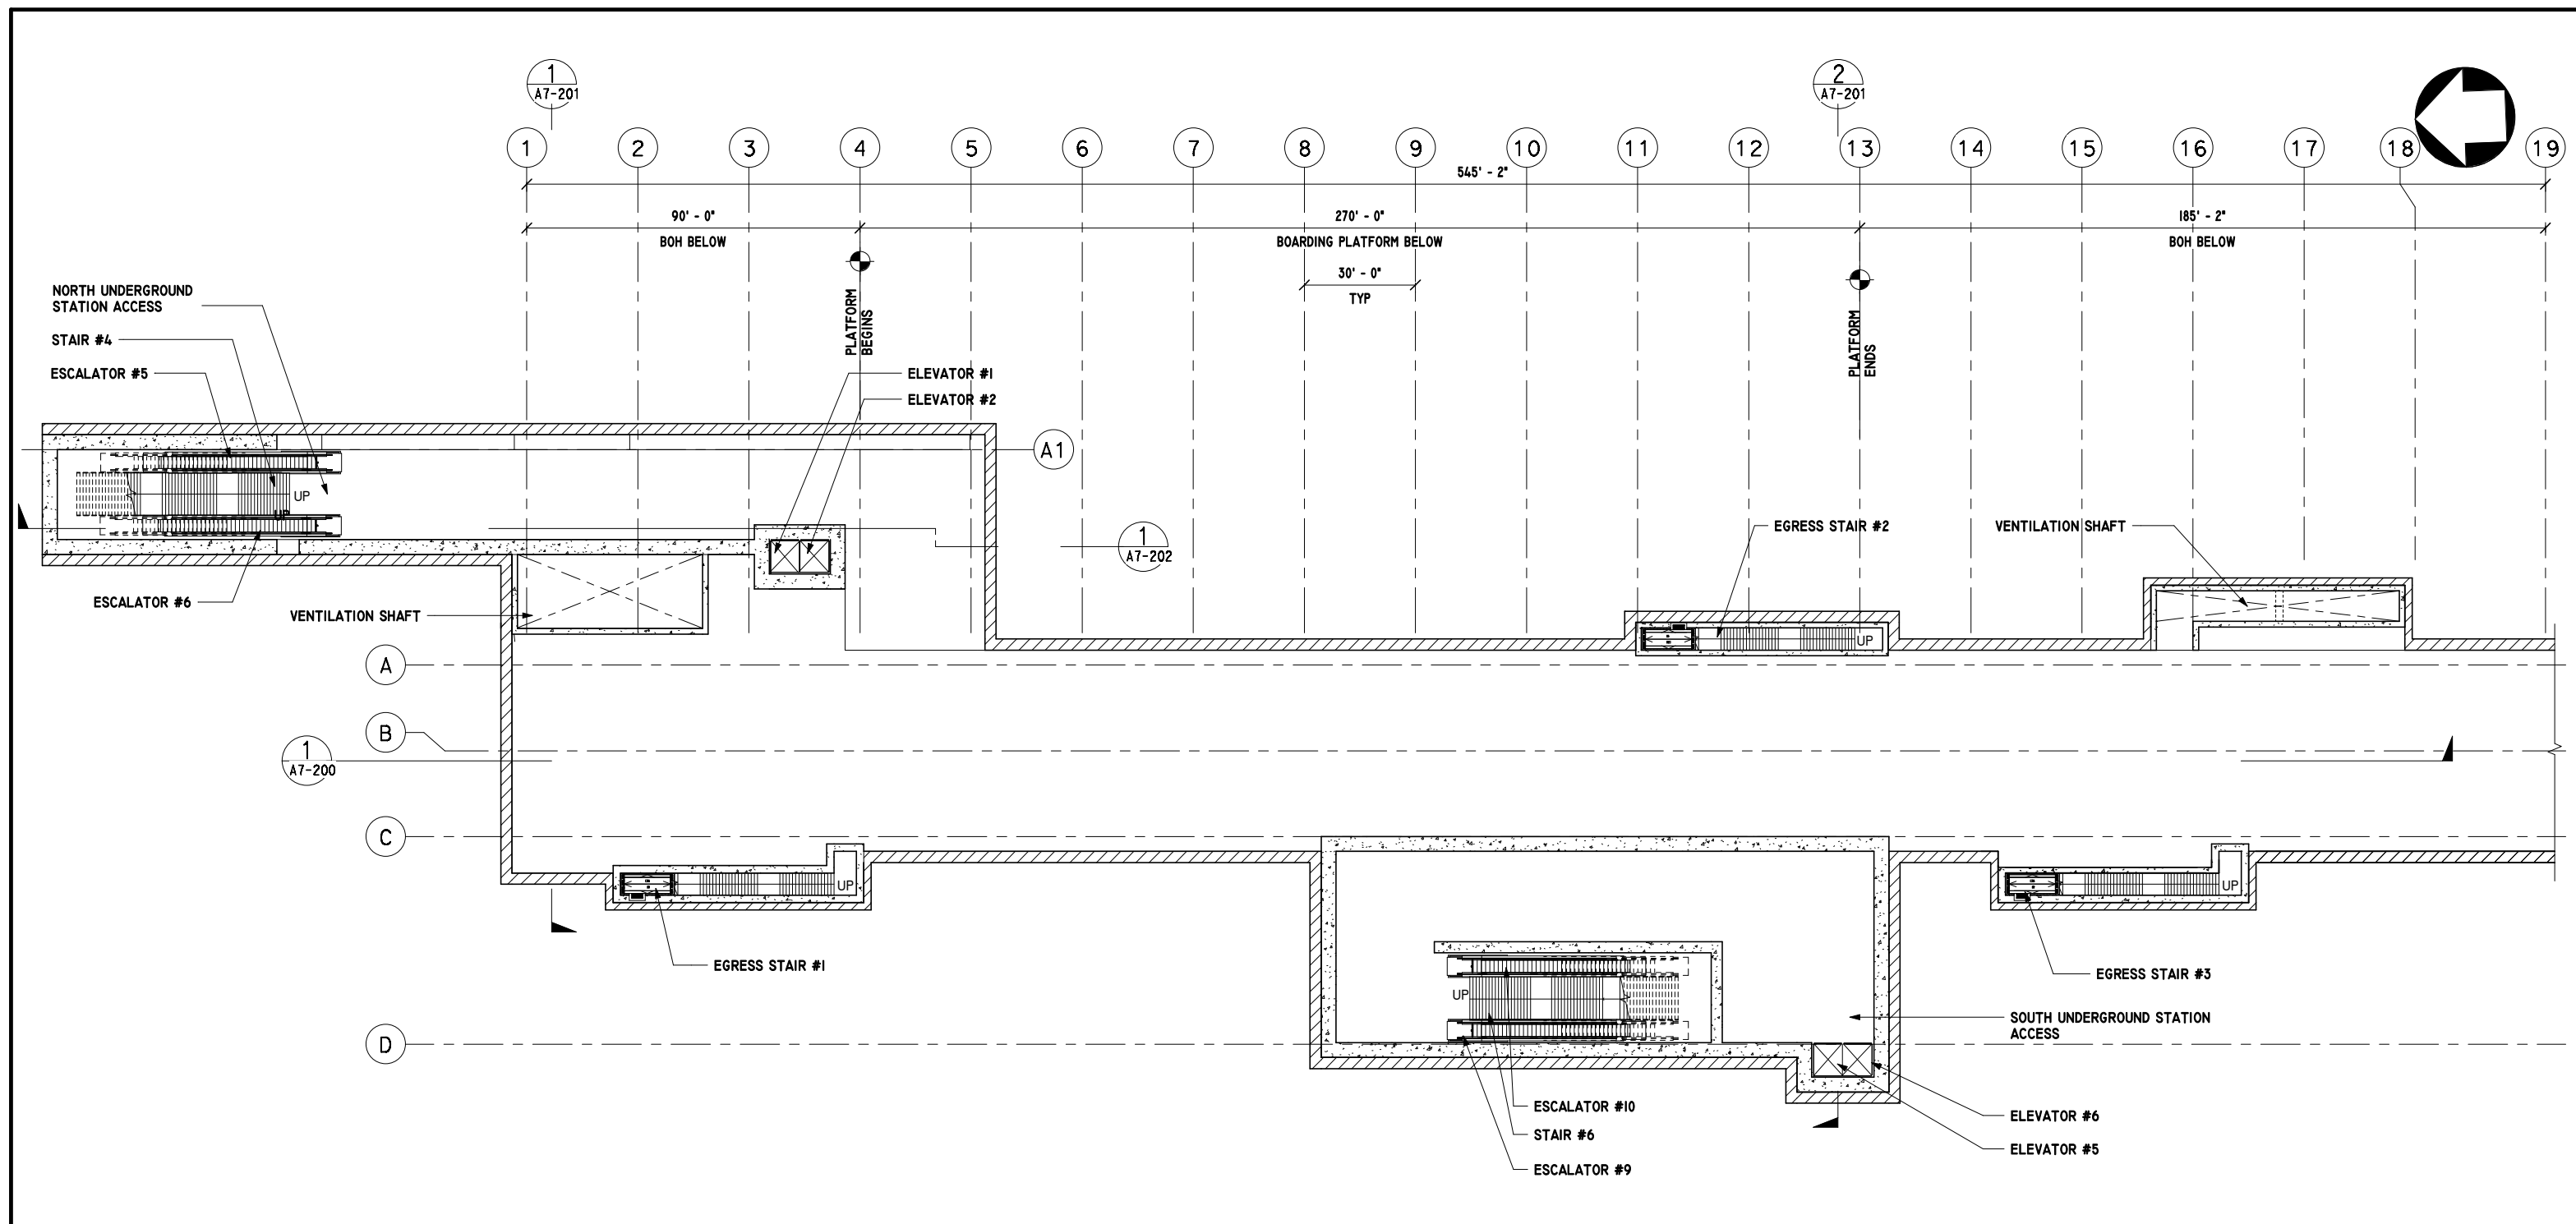 1
A7-201
2
A7-201
1 2 3 4 5 6 7 8 9 10 11 12 13 14 15 16 17 18 19
545' - 2"
90' - 0"
270' - 0"
185' - 2"
BOH BELOW
BOARDING PLATFORM BELOW
BOH BELOW
30' - 0"
TYP
PLATFORM
BEGINS
PLATFORM
ENDS
NORTH UNDERGROUND
STATION ACCESS
STAIR #4
ESCALATOR #5
ELEVATOR #1
ELEVATOR #2
A1
UP
UP
1
A7-202
EGRESS STAIR #2
VENTILATION SHAFT
ESCALATOR #6
VENTILATION SHAFT
UP
A
B
1
A7-200
C
UP
UP
EGRESS STAIR #1
EGRESS STAIR #3
UP
SOUTH UNDERGROUND STATION
ACCESS
D
ESCALATOR #10
STAIR #6
ESCALATOR #9
ELEVATOR #6
ELEVATOR #5